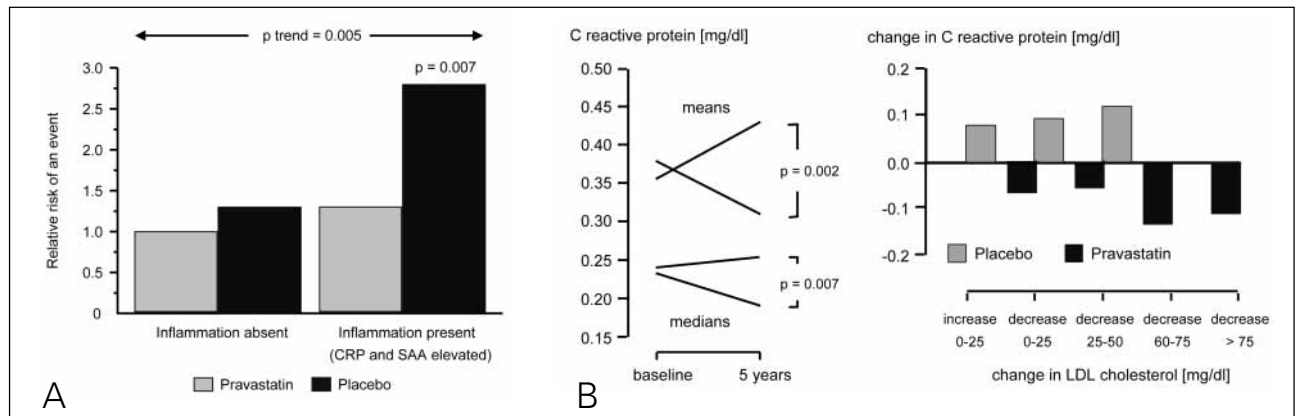 p trend = 0.005
p = 0.007
Relative risk of an event
3.0
2.5
2.0
1.5
1.0
0.5
0
Inflammation absent
Inflammation present
(CRP and SAA elevated)
Pravastatin
Placebo
A
C reactive protein [mg/dl]
0.50
0.45
0.40
0.35
0.30
0.25
0.20
0.15
means
p = 0.002
p = 0.007
medians
baseline
5 years
B
change in C reactive protein [mg/dl]
0.2
0.1
0.0
-0.1
-0.2
Placebo
Pravastatin
increase
0-25
decrease
0-25
decrease
25-50
decrease
60-75
decrease
> 75
change in LDL cholesterol [mg/dl]